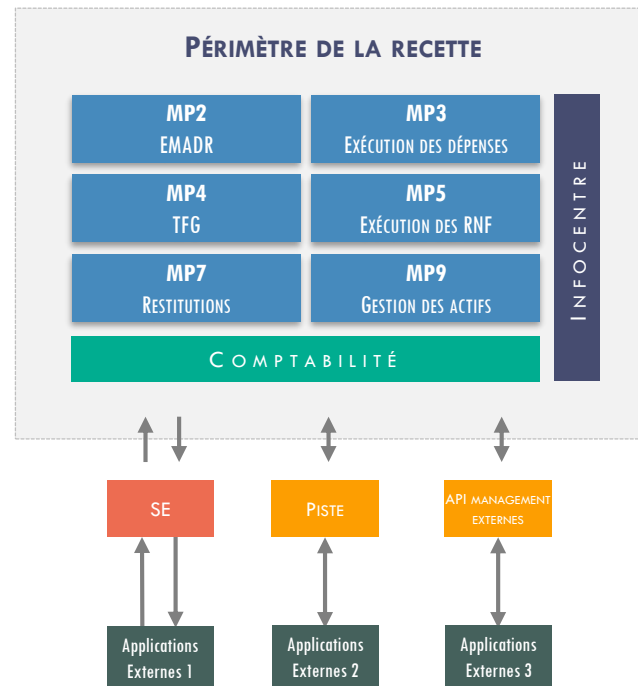 PÉRIMÈTRE DE LA RECETTE
MP2
EMADR
MP3
EXÉCUTION DES DÉPENSES
MP4
TFG
MP5
EXÉCUTION DES RNF
MP7
RESTITUTIONS
MP9
GESTION DES ACTIFS
INFOCENTRE
COMPTABILITÉ
SE
PISTE
API MANAGEMENT
EXTERNES
Applications
Externes 1
Applications
Externes 2
Applications
Externes 3